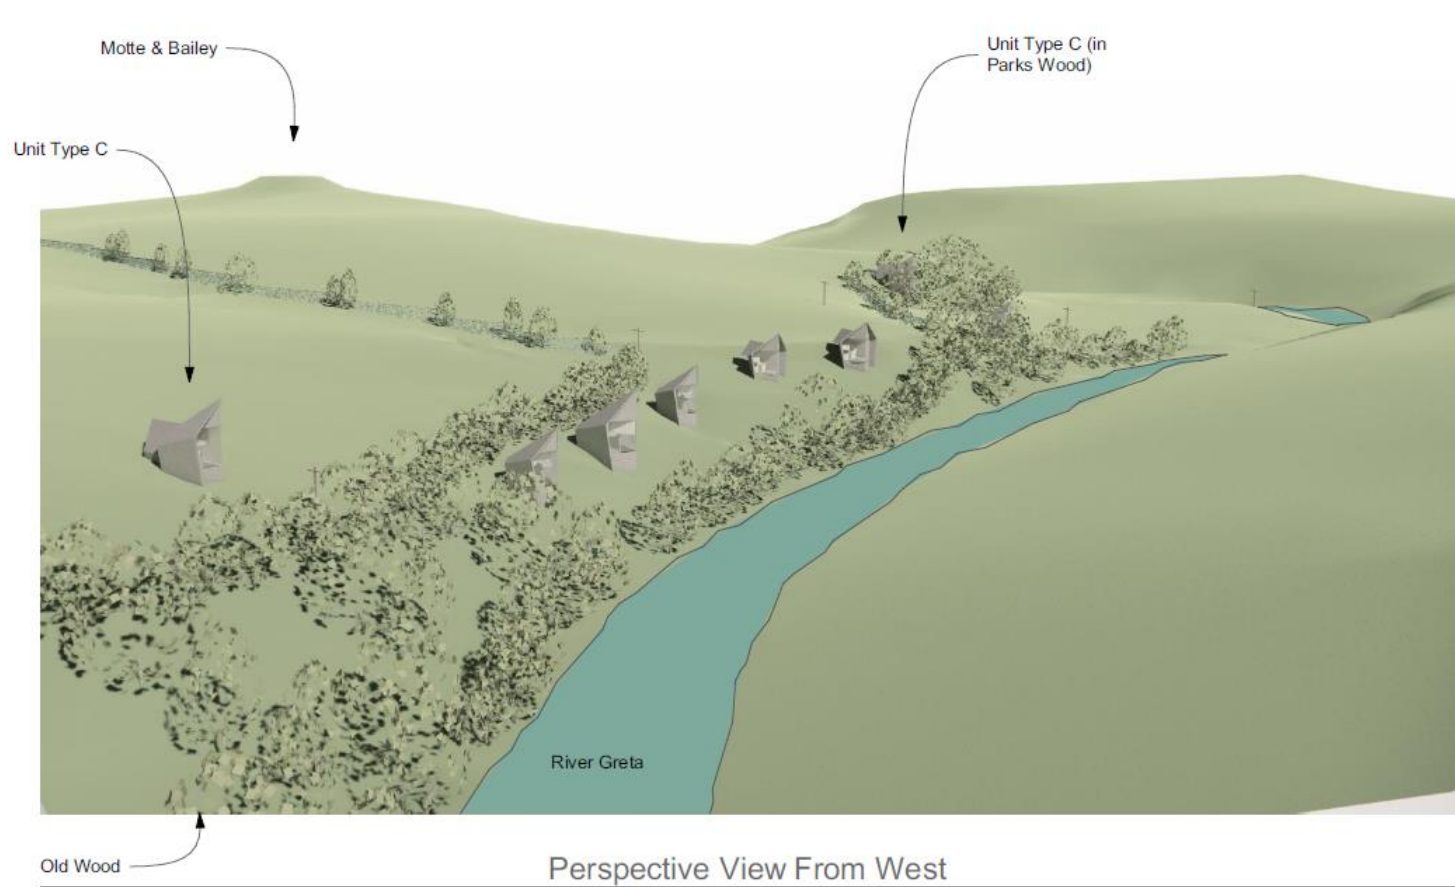 Motte & Bailey
Unit Type C (in
Parks Wood)
Unit Type C
River Greta
Old Wood
Perspective View From West